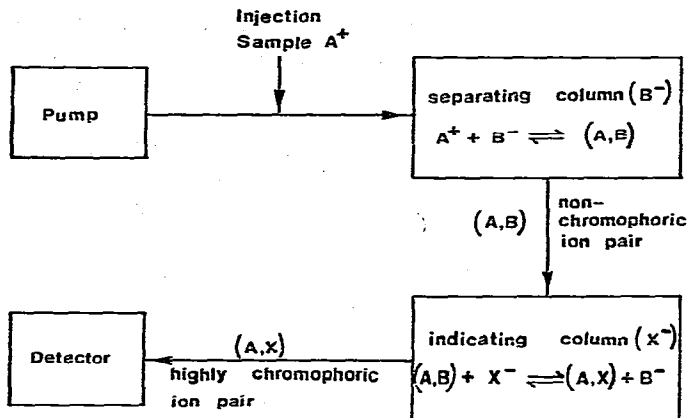 Injection
Sample A⁺
Pump
separating column (B⁻)
A⁺ + B⁻ ⇌ (A,B)
(A,B)
non-
chromophoric
ion pair
indicating column (X⁻)
(A,B) + X⁻ ⇌ (A,X) + B⁻
(A,X)
highly chromophoric
ion pair
Detector